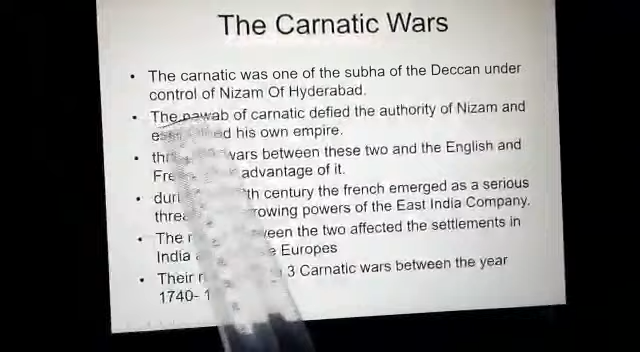 The Carnatic Wars
• The carnatic was one of the subha of the Deccan under
control of Nizam Of Hyderabad.
• The nawab of carnatic defied the authority of Nizam and
his own empire.
• wars between these two and the English and
advantage of it.
• century the french emerged as a serious
powers of the East India Company.
• The the two affected the settlements in
India Europes
• Their 3 Carnatic wars between the year
1740-